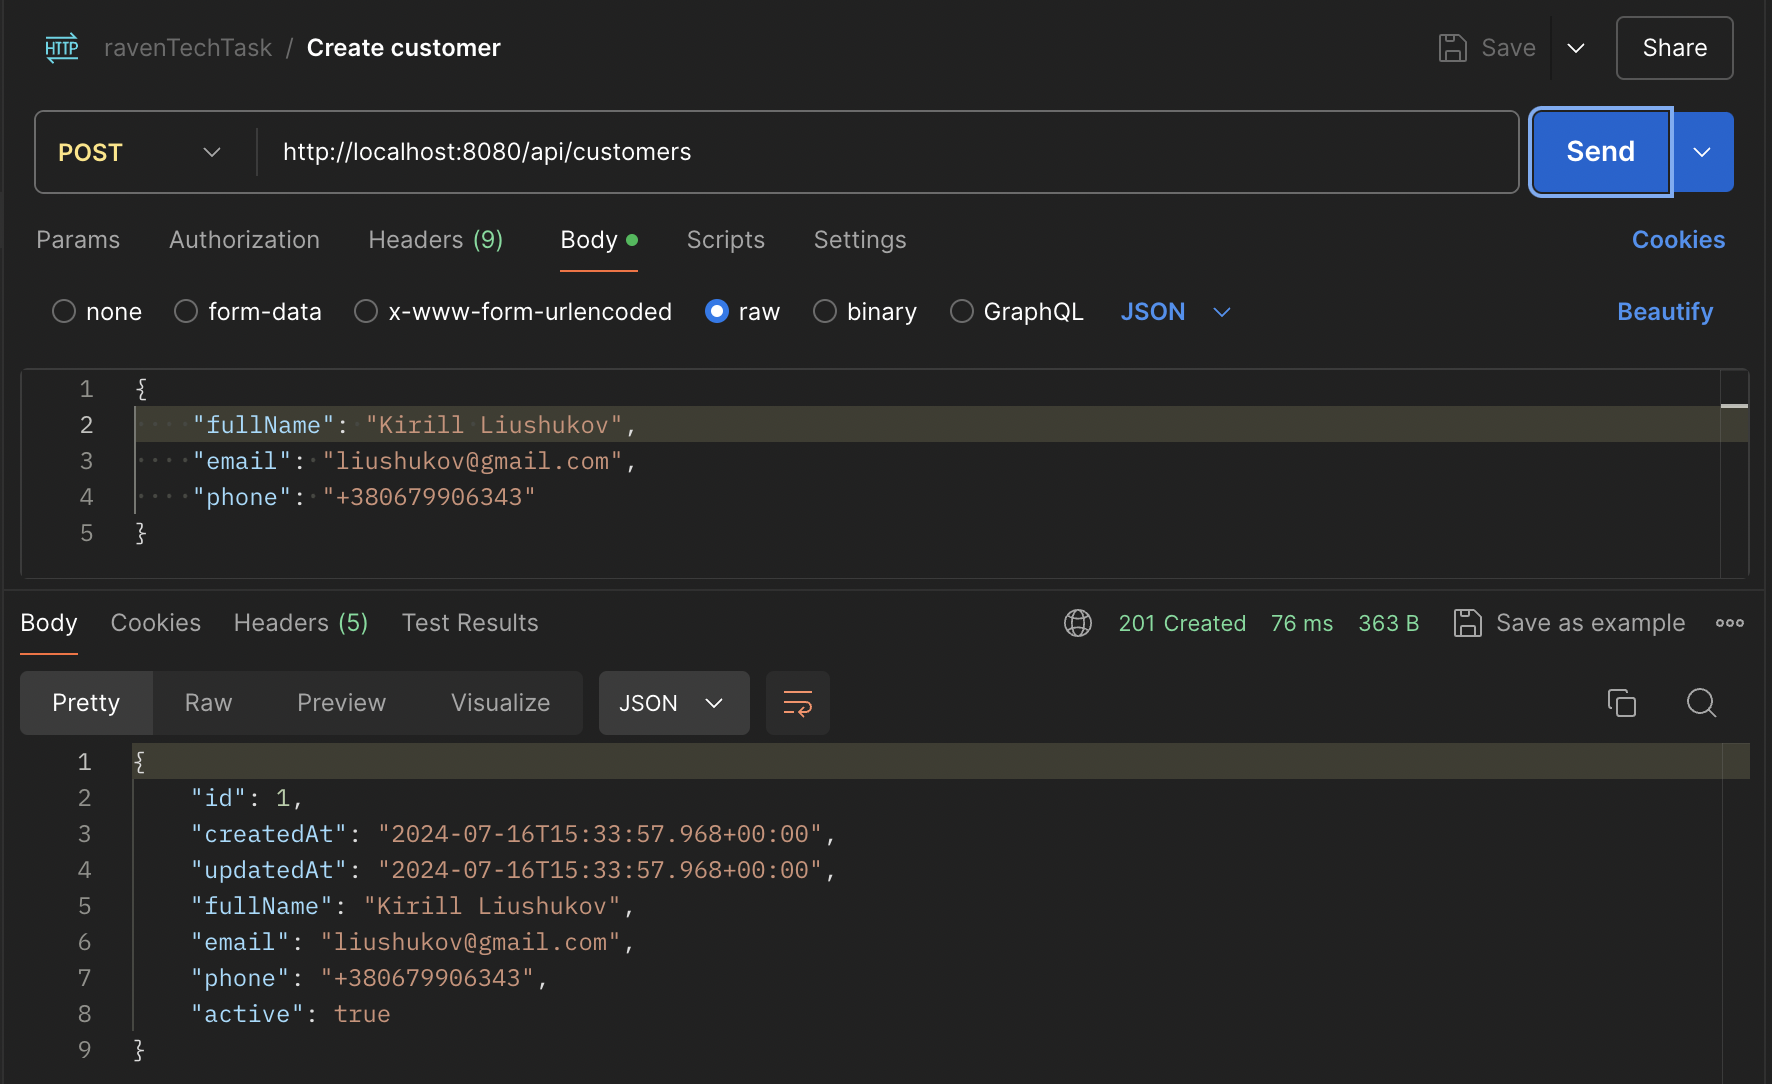 HTTP ravenTechTask / Create customer Save Share
POST http://localhost:8080/api/customers Send
Params Authorization Headers (9) Body Scripts Settings Cookies
none form-data x-www-form-urlencoded raw binary GraphQL JSON Beautify
1 {
2 "fullName": "Kirill Liushukov",
3 "email": "liushukov@gmail.com",
4 "phone": "+380679906343"
5 }
Body Cookies Headers (5) Test Results 201 Created 76 ms 363 B Save as example
Pretty Raw Preview Visualize JSON
1 {
2 "id": 1,
3 "createdAt": "2024-07-16T15:33:57.968+00:00",
4 "updatedAt": "2024-07-16T15:33:57.968+00:00",
5 "fullName": "Kirill Liushukov",
6 "email": "liushukov@gmail.com",
7 "phone": "+380679906343",
8 "active": true
9 }